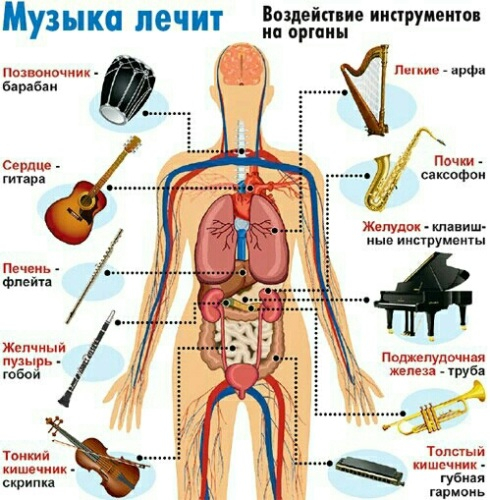 Музыка лечит
Воздействие инструментов
на органы
Позвоночник -
барабан
Легкие - арфа
Сердце -
гитара
Почки -
саксофон
Желудок - клавиш-
ные инструменты
Печень -
флейта
Желчный
пузырь -
гобой
Поджелудочная
железа - труба
Тонкий
кишечник -
скрипка
Толстый
кишечник -
губная
гармонь